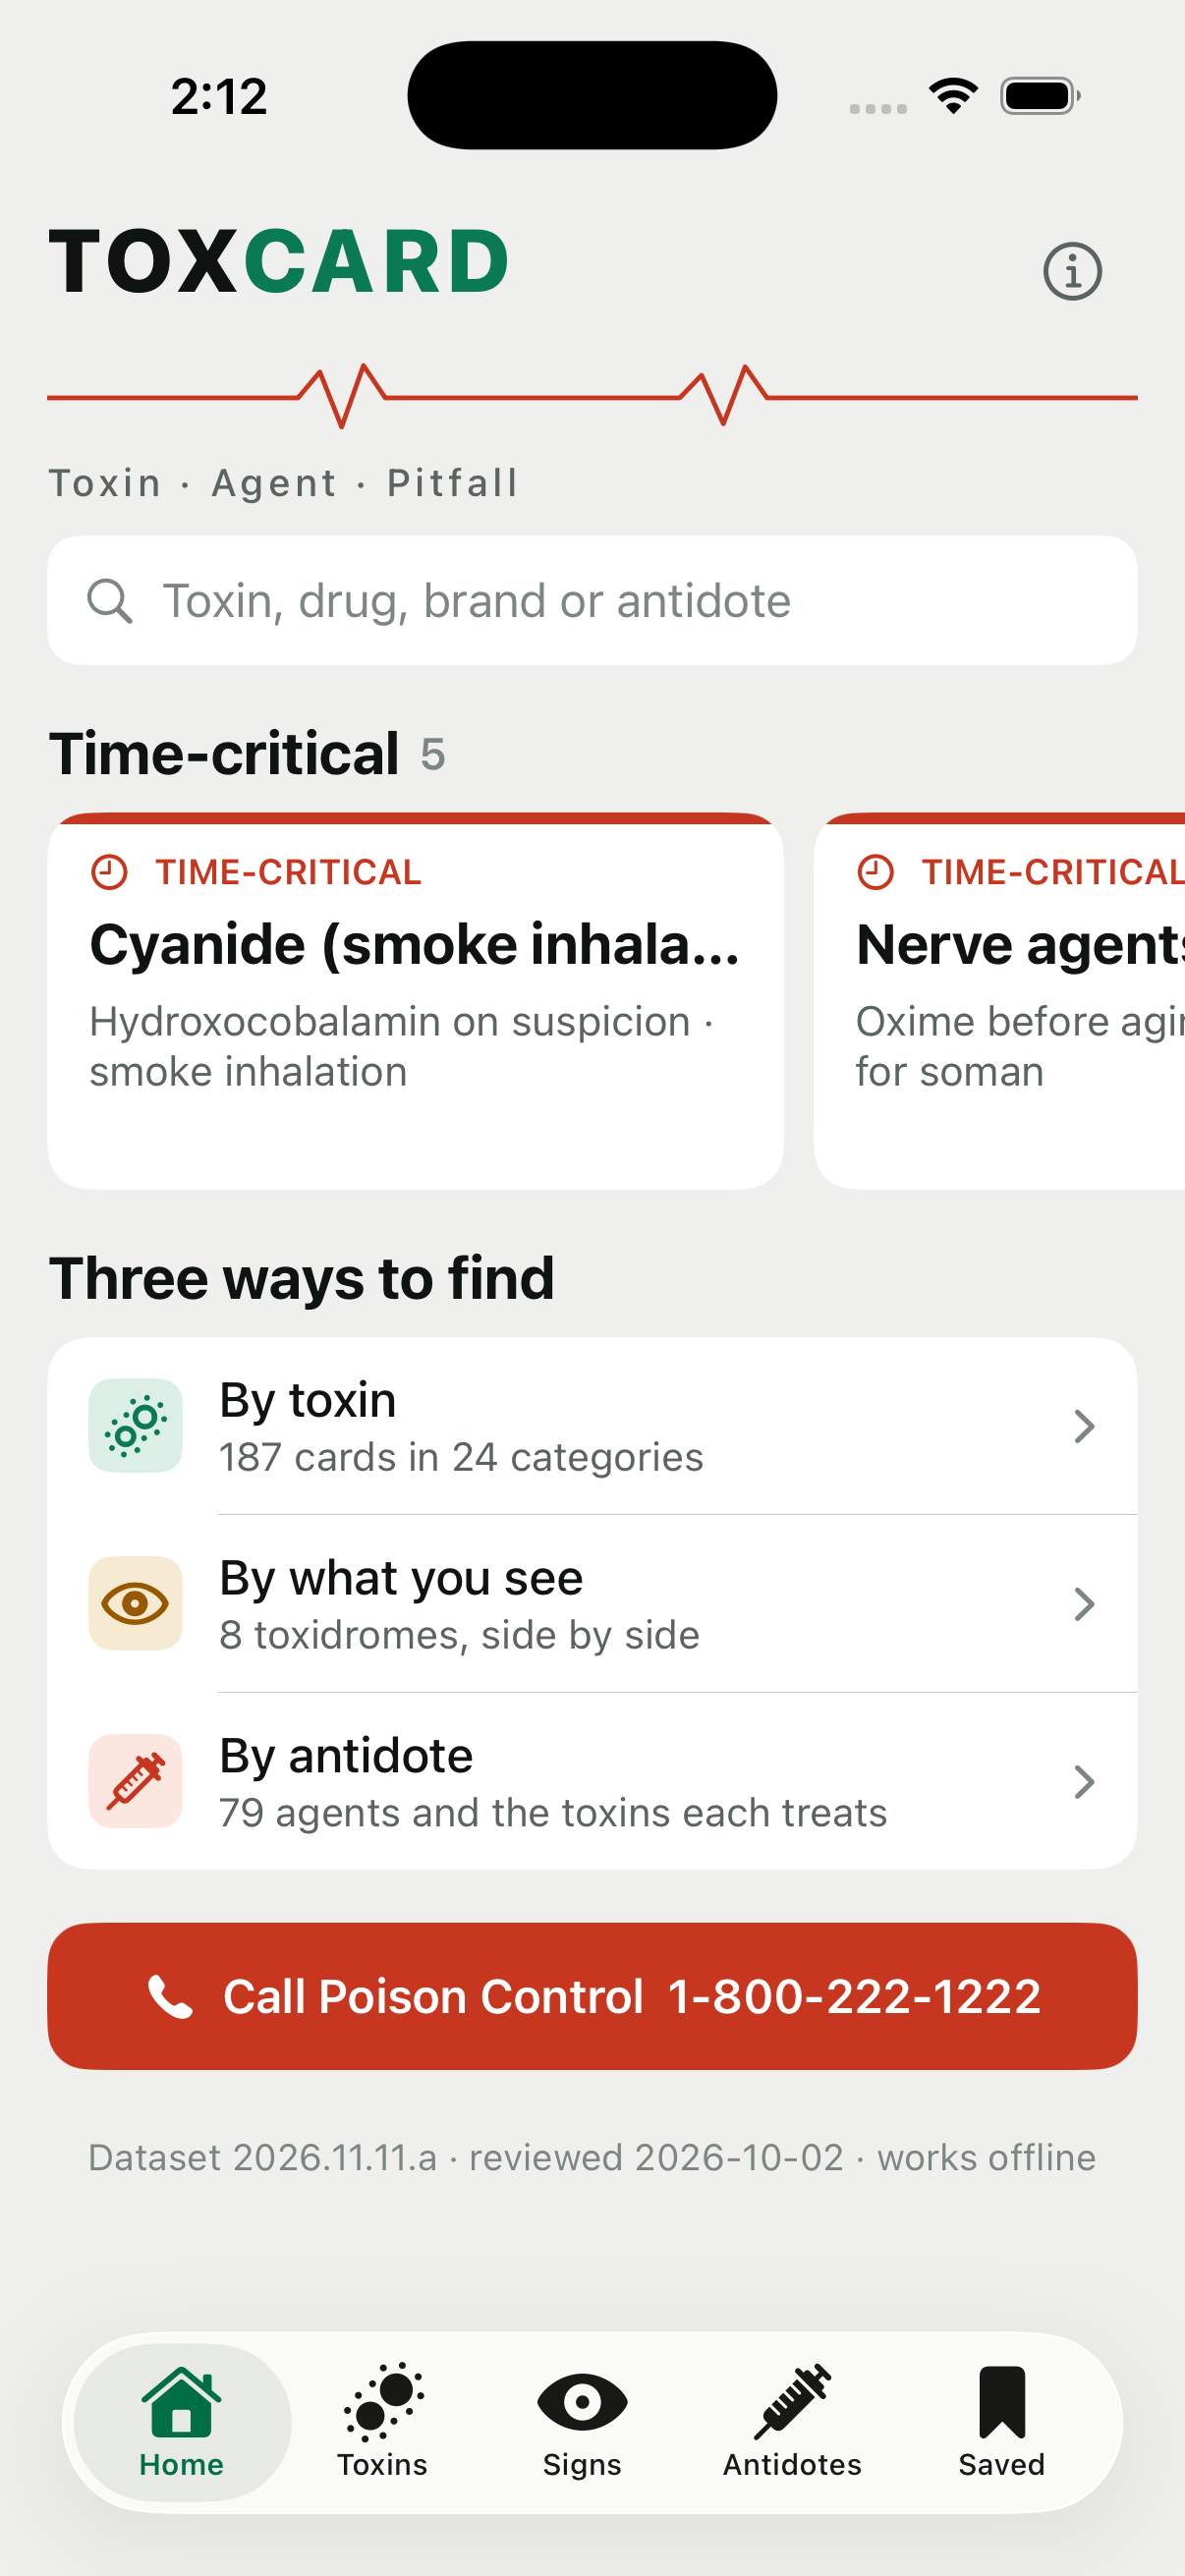 2:12
TOXCARD
Toxin · Agent · Pitfall
Toxin, drug, brand or antidote
Time-critical 5
TIME-CRITICAL
Cyanide (smoke inhala...
Hydroxocobalamin on suspicion ·
smoke inhalation
TIME-CRITICAL
Nerve agents
Oxime before
for soman
Three ways to find
By toxin
187 cards in 24 categories
By what you see
8 toxidromes, side by side
By antidote
79 agents and the toxins each treats
Call Poison Control 1-800-222-1222
Dataset 2026.11.11.a · reviewed 2026-10-02 · works offline
Home
Toxins
Signs
Antidotes
Saved